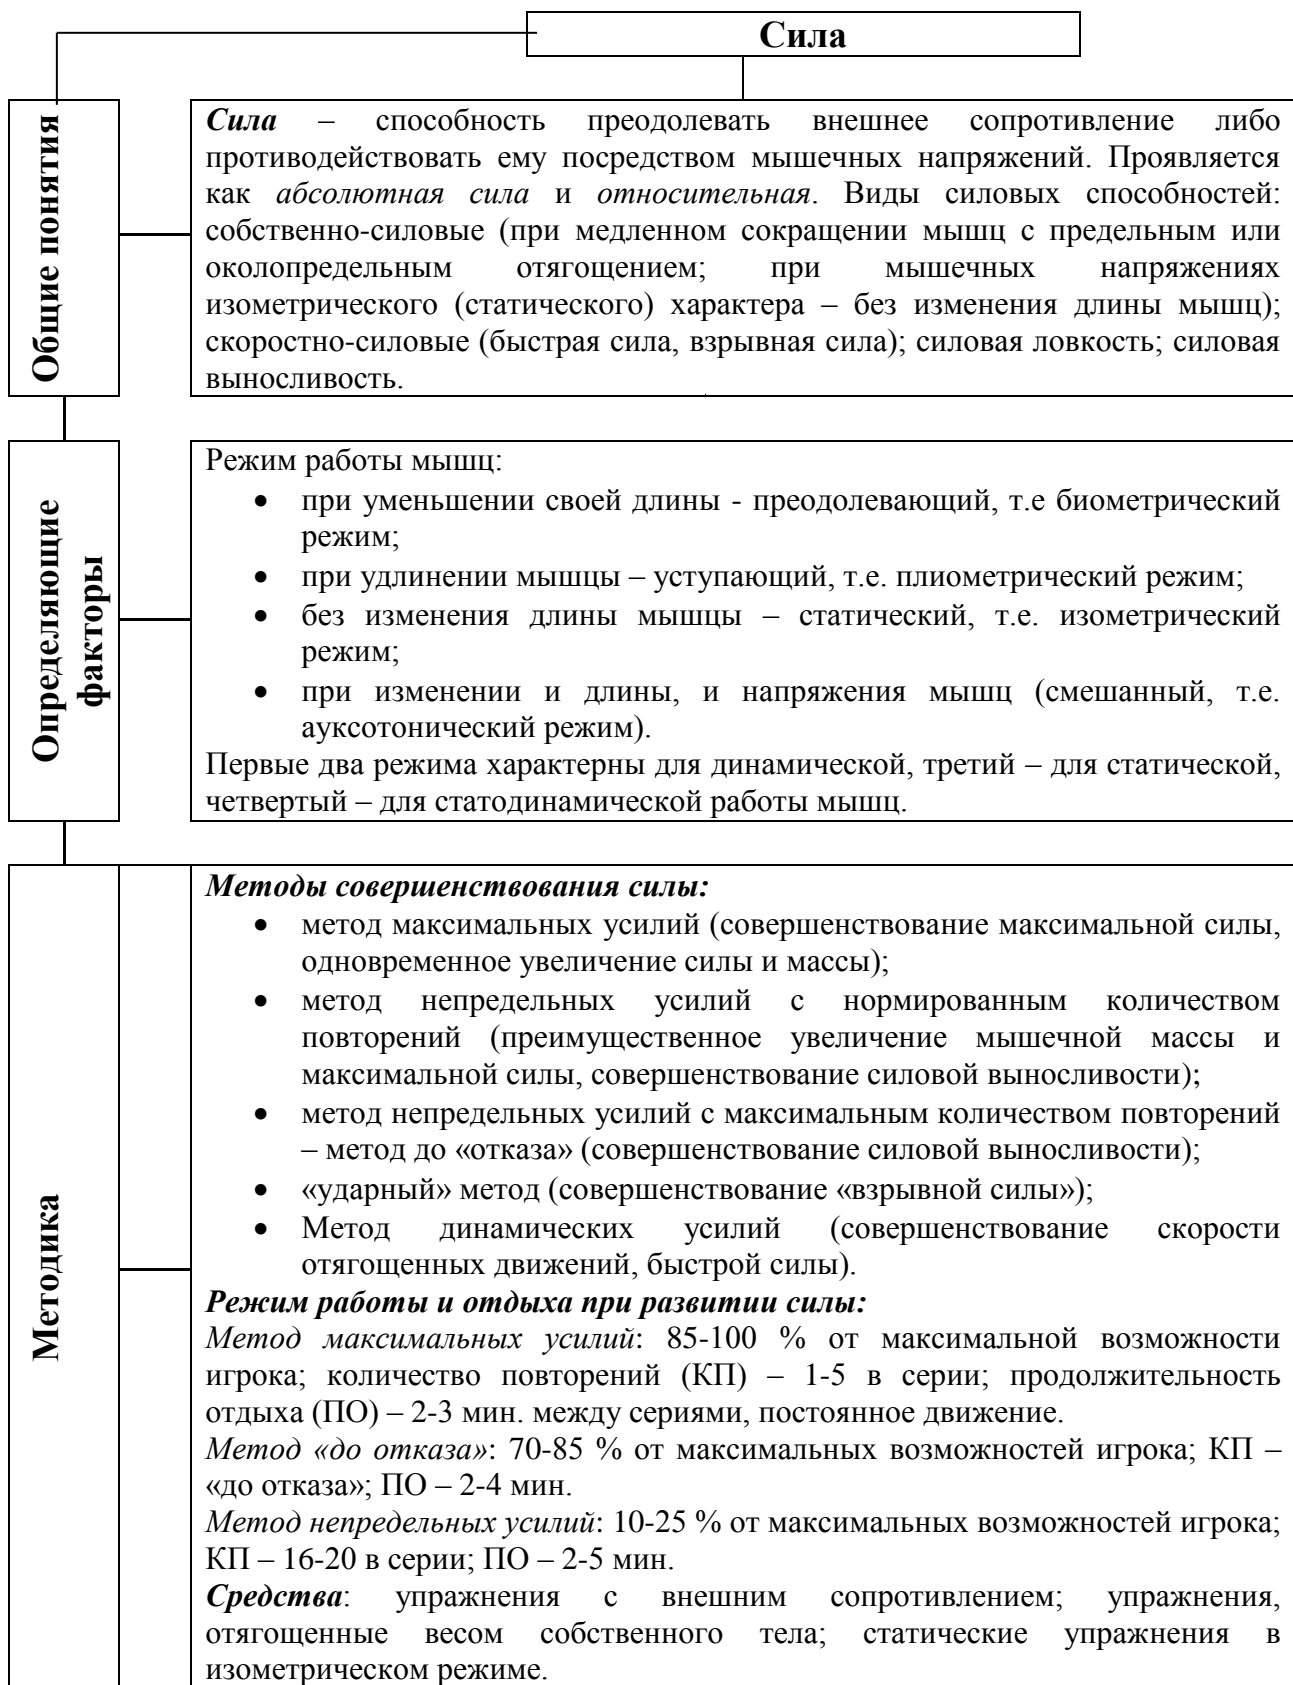 Сила
Общие понятия
Сила – способность преодолевать внешнее сопротивление либо
противодействовать ему посредством мышечных напряжений. Проявляется
как абсолютная сила и относительная. Виды силовых способностей:
собственно-силовые (при медленном сокращении мышц с предельным или
околопредельным отягощением; при мышечных напряжениях
изометрического (статического) характера – без изменения длины мышц);
скоростно-силовые (быстрая сила, взрывная сила); силовая ловкость; силовая
выносливость.
Определяющие
факторы
Режим работы мышц:
• при уменьшении своей длины - преодолевающий, т.е биометрический
режим;
• при удлинении мышцы – уступающий, т.е. плиометрический режим;
• без изменения длины мышцы – статический, т.е. изометрический
режим;
• при изменении и длины, и напряжения мышц (смешанный, т.е.
ауксотонический режим).
Первые два режима характерны для динамической, третий – для статической,
четвертый – для статодинамической работы мышц.
Методика
Методы совершенствования силы:
• метод максимальных усилий (совершенствование максимальной силы,
одновременное увеличение силы и массы);
• метод непредельных усилий с нормированным количеством
повторений (преимущественное увеличение мышечной массы и
максимальной силы, совершенствование силовой выносливости);
• метод непредельных усилий с максимальным количеством повторений
– метод до «отказа» (совершенствование силовой выносливости);
• «ударный» метод (совершенствование «взрывной силы»);
• Метод динамических усилий (совершенствование скорости
отягощенных движений, быстрой силы).
Режим работы и отдыха при развитии силы:
Метод максимальных усилий: 85-100 % от максимальной возможности
игрока; количество повторений (КП) – 1-5 в серии; продолжительность
отдыха (ПО) – 2-3 мин. между сериями, постоянное движение.
Метод «до отказа»: 70-85 % от максимальных возможностей игрока; КП –
«до отказа»; ПО – 2-4 мин.
Метод непредельных усилий: 10-25 % от максимальных возможностей игрока;
КП – 16-20 в серии; ПО – 2-5 мин.
Средства: упражнения с внешним сопротивлением; упражнения,
отягощенные весом собственного тела; статические упражнения в
изометрическом режиме.